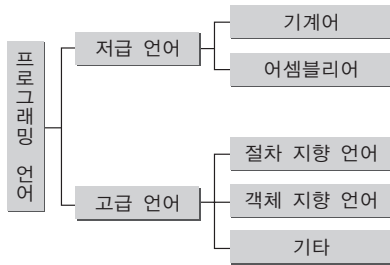 프로그래밍 언어
저급 언어
기계어
어셈블리어
고급 언어
절차 지향 언어
객체 지향 언어
기타